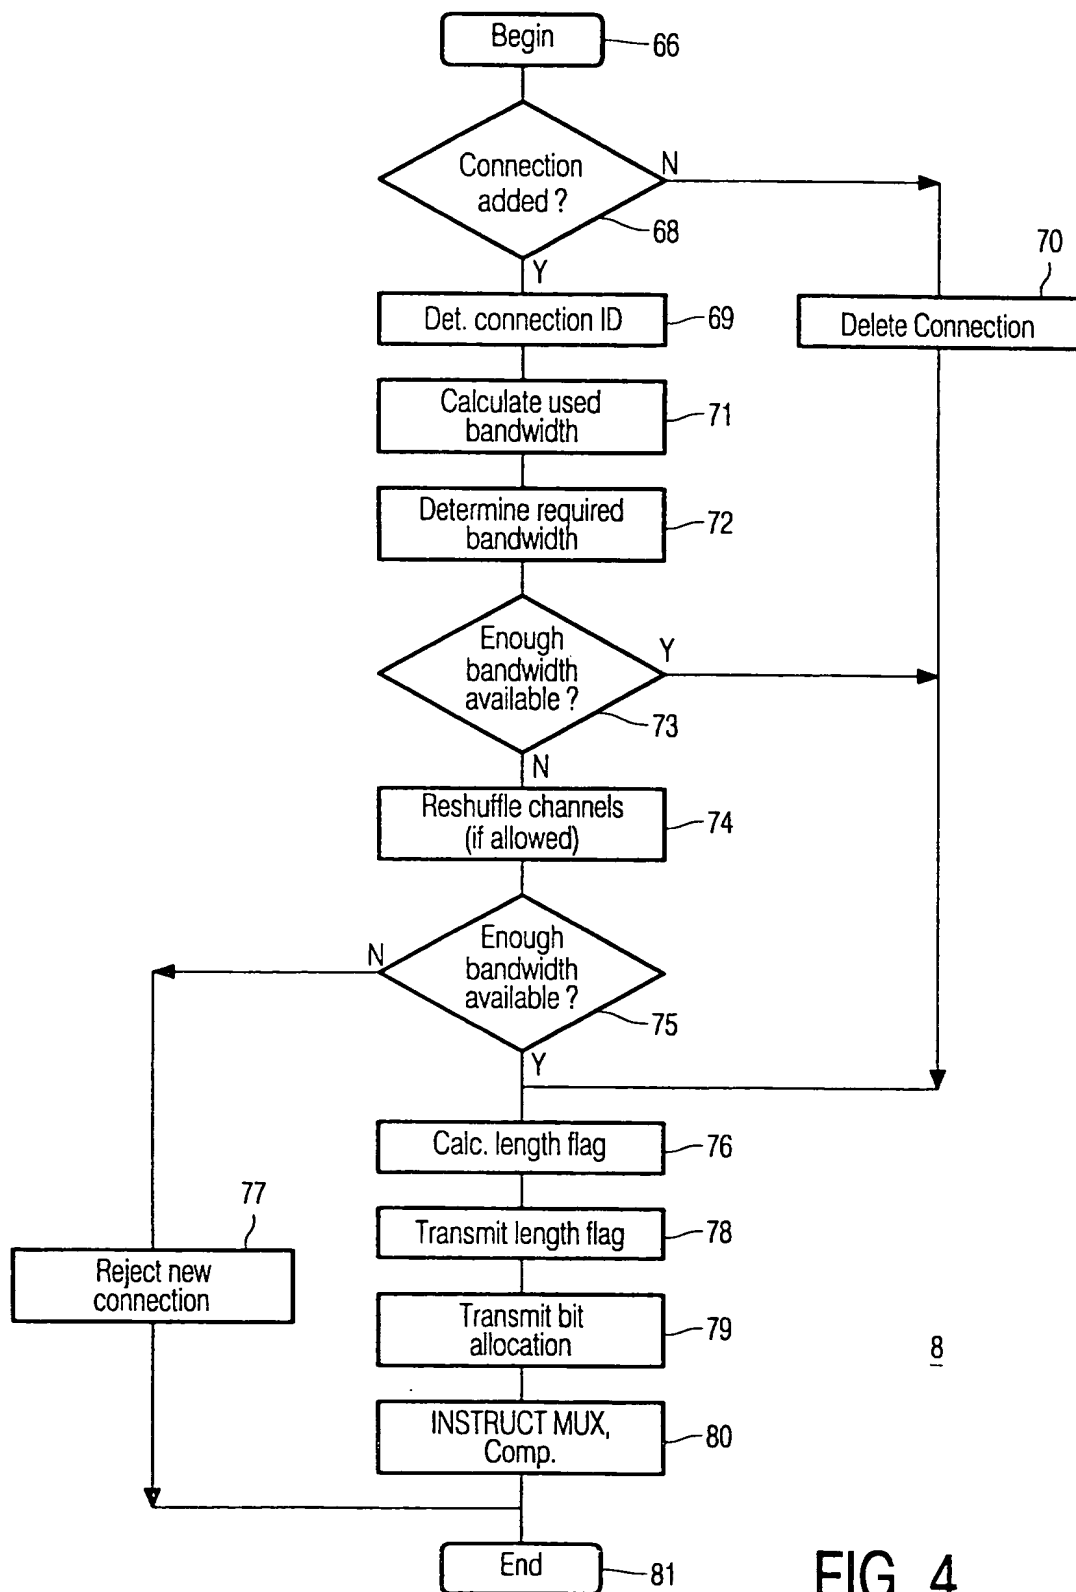 Begin
66
Connection
added ?
N
68
Y
70
Det. connection ID
69
Delete Connection
Calculate used
bandwidth
71
Determine required
bandwidth
72
Enough
bandwidth
available ?
Y
73
N
Reshuffle channels
(if allowed)
74
N
Enough
bandwidth
available ?
75
Y
Calc. length flag
76
77
Transmit length flag
78
Reject new
connection
Transmit bit
allocation
79
8
INSTRUCT MUX,
Comp.
80
End
81
FIG. 4